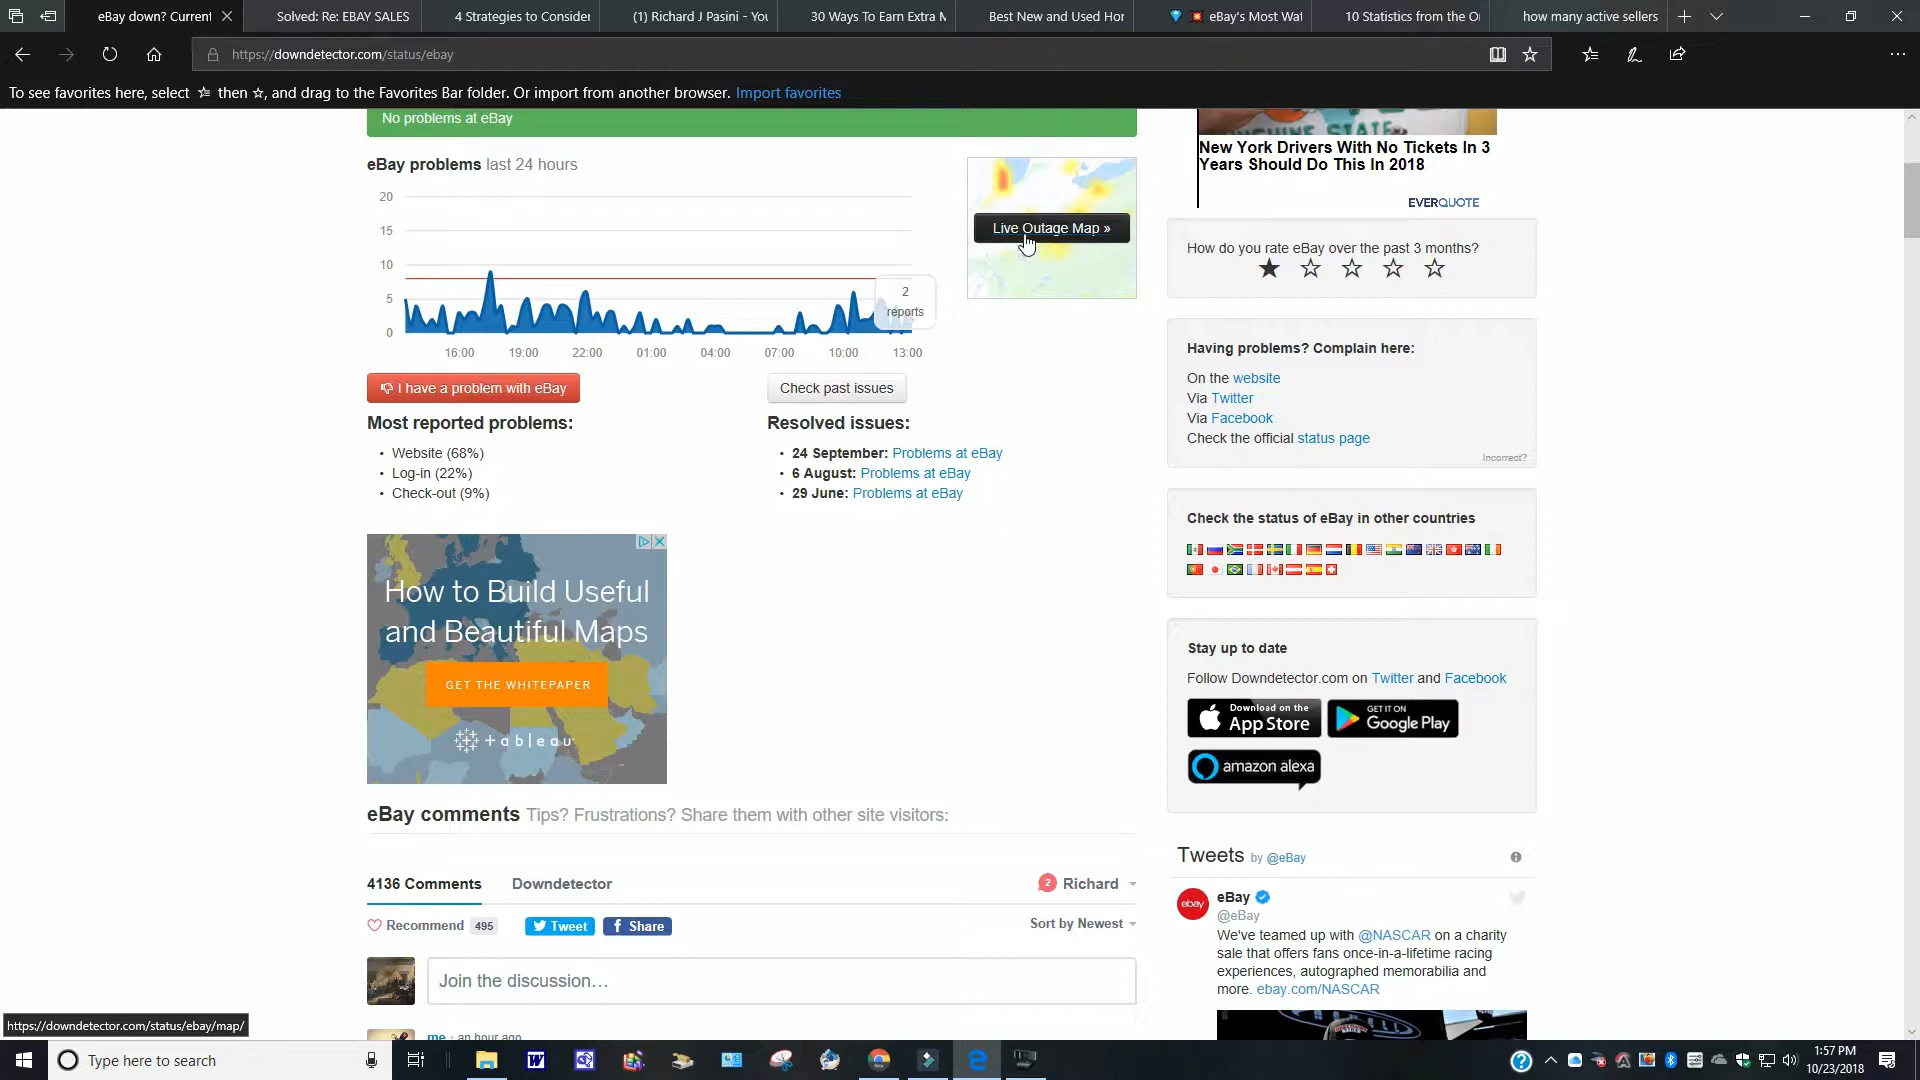 eBay down? Current
Solved: Re: EBAY SALES
4 Strategies to Consider
(1) Richard J Pasini - You
30 Ways To Earn Extra M
Best New and Used Hor
eBay's Most Wat
10 Statistics from the O
how many active sellers
https://downdetector.com/status/ebay
To see favorites here, select then ☆, and drag to the Favorites Bar folder. Or import from another browser. Import favorites
No problems at eBay
eBay problems last 24 hours
20
15
10
5
0
2
reports
16:00 19:00 22:00 01:00 04:00 07:00 10:00 13:00
Live Outage Map »
I have a problem with eBay
Check past issues
Most reported problems:
• Website (68%)
• Log-in (22%)
• Check-out (9%)
Resolved issues:
• 24 September: Problems at eBay
• 6 August: Problems at eBay
• 29 June: Problems at eBay
How to Build Useful
and Beautiful Maps
GET THE WHITEPAPER
+ableau
eBay comments Tips? Frustrations? Share them with other site visitors:
4136 Comments
Downdetector
2
Richard
Recommend 495
Tweet
Share
Sort by Newest
Join the discussion…
me - an hour ago
New York Drivers With No Tickets In 3
Years Should Do This In 2018
EVERQUOTE
How do you rate eBay over the past 3 months?
Having problems? Complain here:
On the website
Via Twitter
Via Facebook
Check the official status page
Incorrect?
Check the status of eBay in other countries
Stay up to date
Follow Downdetector.com on Twitter and Facebook
Download on the
App Store
GET IT ON
Google Play
amazon alexa
Tweets by @eBay
ebay
eBay
@eBay
We've teamed up with @NASCAR on a charity
sale that offers fans once-in-a-lifetime racing
experiences, autographed memorabilia and
more. ebay.com/NASCAR
https://downdetector.com/status/ebay/map/
Type here to search
1:57 PM
10/23/2018